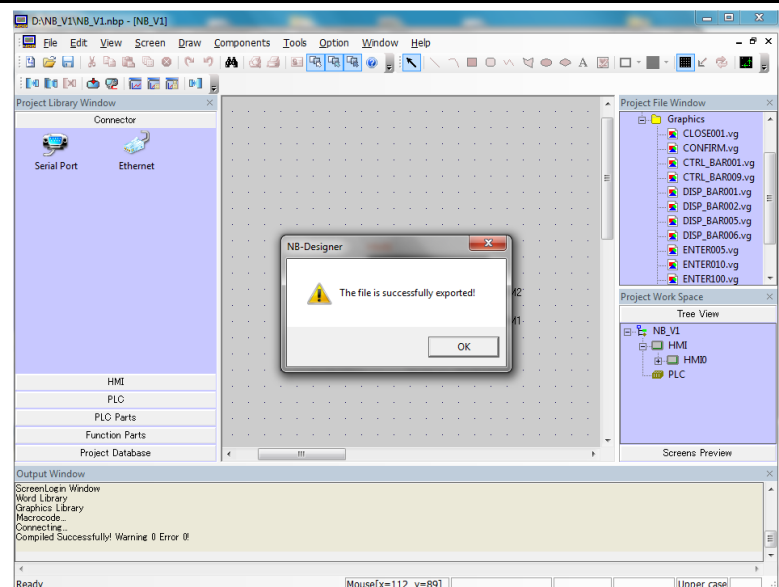 D:\NB_V1\NB_V1.nbp - [NB_V1]
File Edit View Screen Draw Components Tools Option Window Help
Project Library Window
Connector
Serial Port Ethernet
HMI
PLC
PLC Parts
Function Parts
Project Database
NB-Designer
The file is successfully exported!
OK
M2
M1
Project File Window
Graphics
CLOSE001.vg
CONFIRM.vg
CTRL_BAR001.vg
CTRL_BAR009.vg
DISP_BAR001.vg
DISP_BAR002.vg
DISP_BAR005.vg
DISP_BAR006.vg
ENTER005.vg
ENTER010.vg
ENTER100.vg
Project Work Space
Tree View
NB_V1
HMI
HMI0
PLC
Screens Preview
Output Window
ScreenLogin Window
Word Library
Graphics Library
Macrocode...
Connecting...
Compiled Successfully! Warning 0 Error 0!
Ready Mouse[x=112 y=89] Upper case